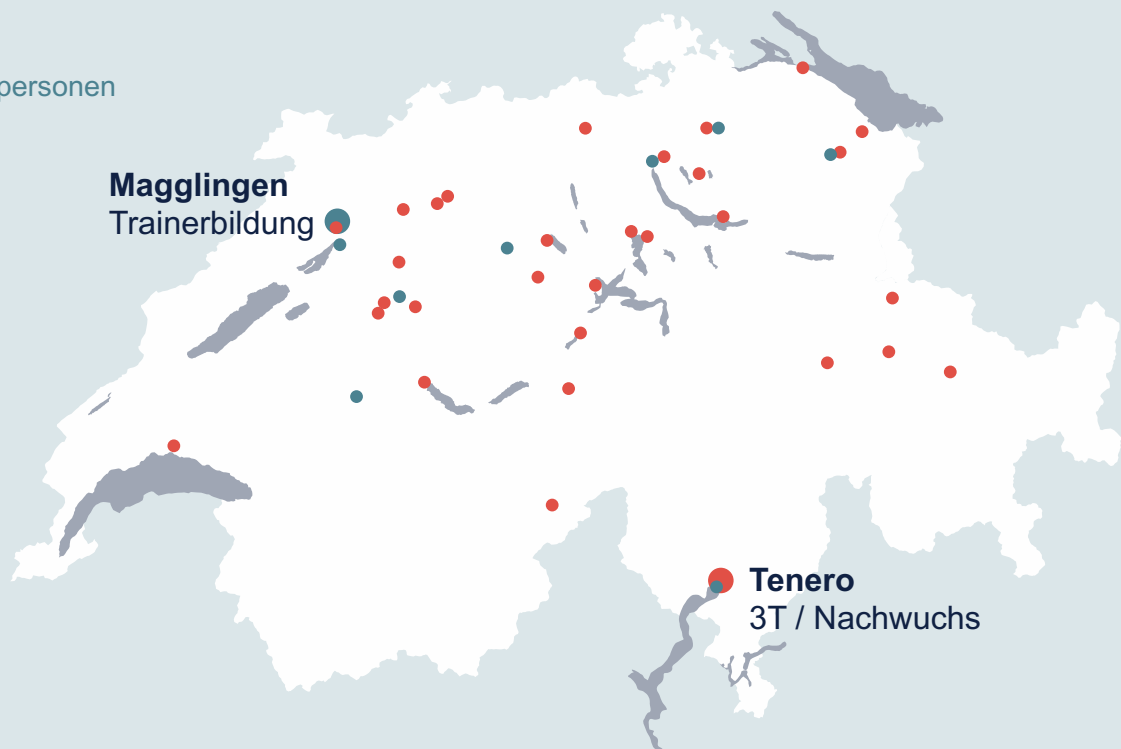 personen
Magglingen
Trainerbildung
Tenero
3T / Nachwuchs